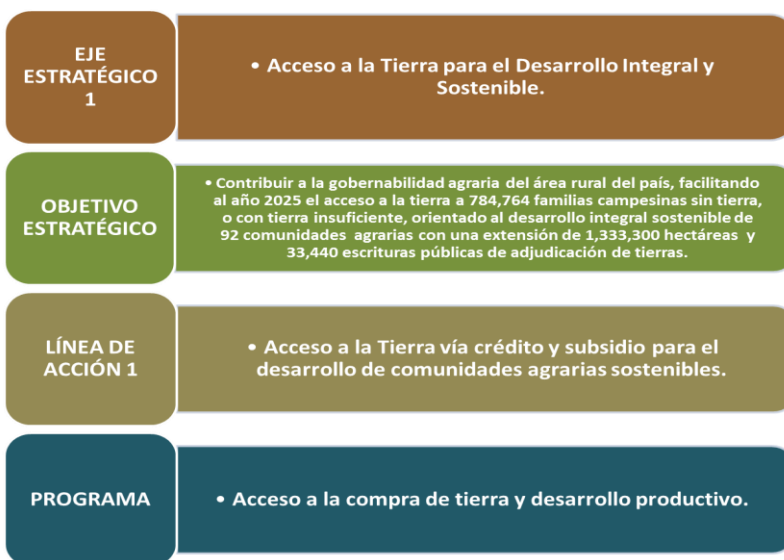 EJE
ESTRATÉGICO
1
• Acceso a la Tierra para el Desarrollo Integral y
Sostenible.
OBJETIVO
ESTRATÉGICO
• Contribuir a la gobernabilidad agraria del área rural del país, facilitando
al año 2025 el acceso a la tierra a 784,764 familias campesinas sin tierra,
o con tierra insuficiente, orientado al desarrollo integral sostenible de
92 comunidades agrarias con una extensión de 1,333,300 hectáreas y
33,440 escrituras públicas de adjudicación de tierras.
LÍNEA DE
ACCIÓN 1
• Acceso a la Tierra vía crédito y subsidio para el
desarrollo de comunidades agrarias sostenibles.
PROGRAMA
• Acceso a la compra de tierra y desarrollo productivo.